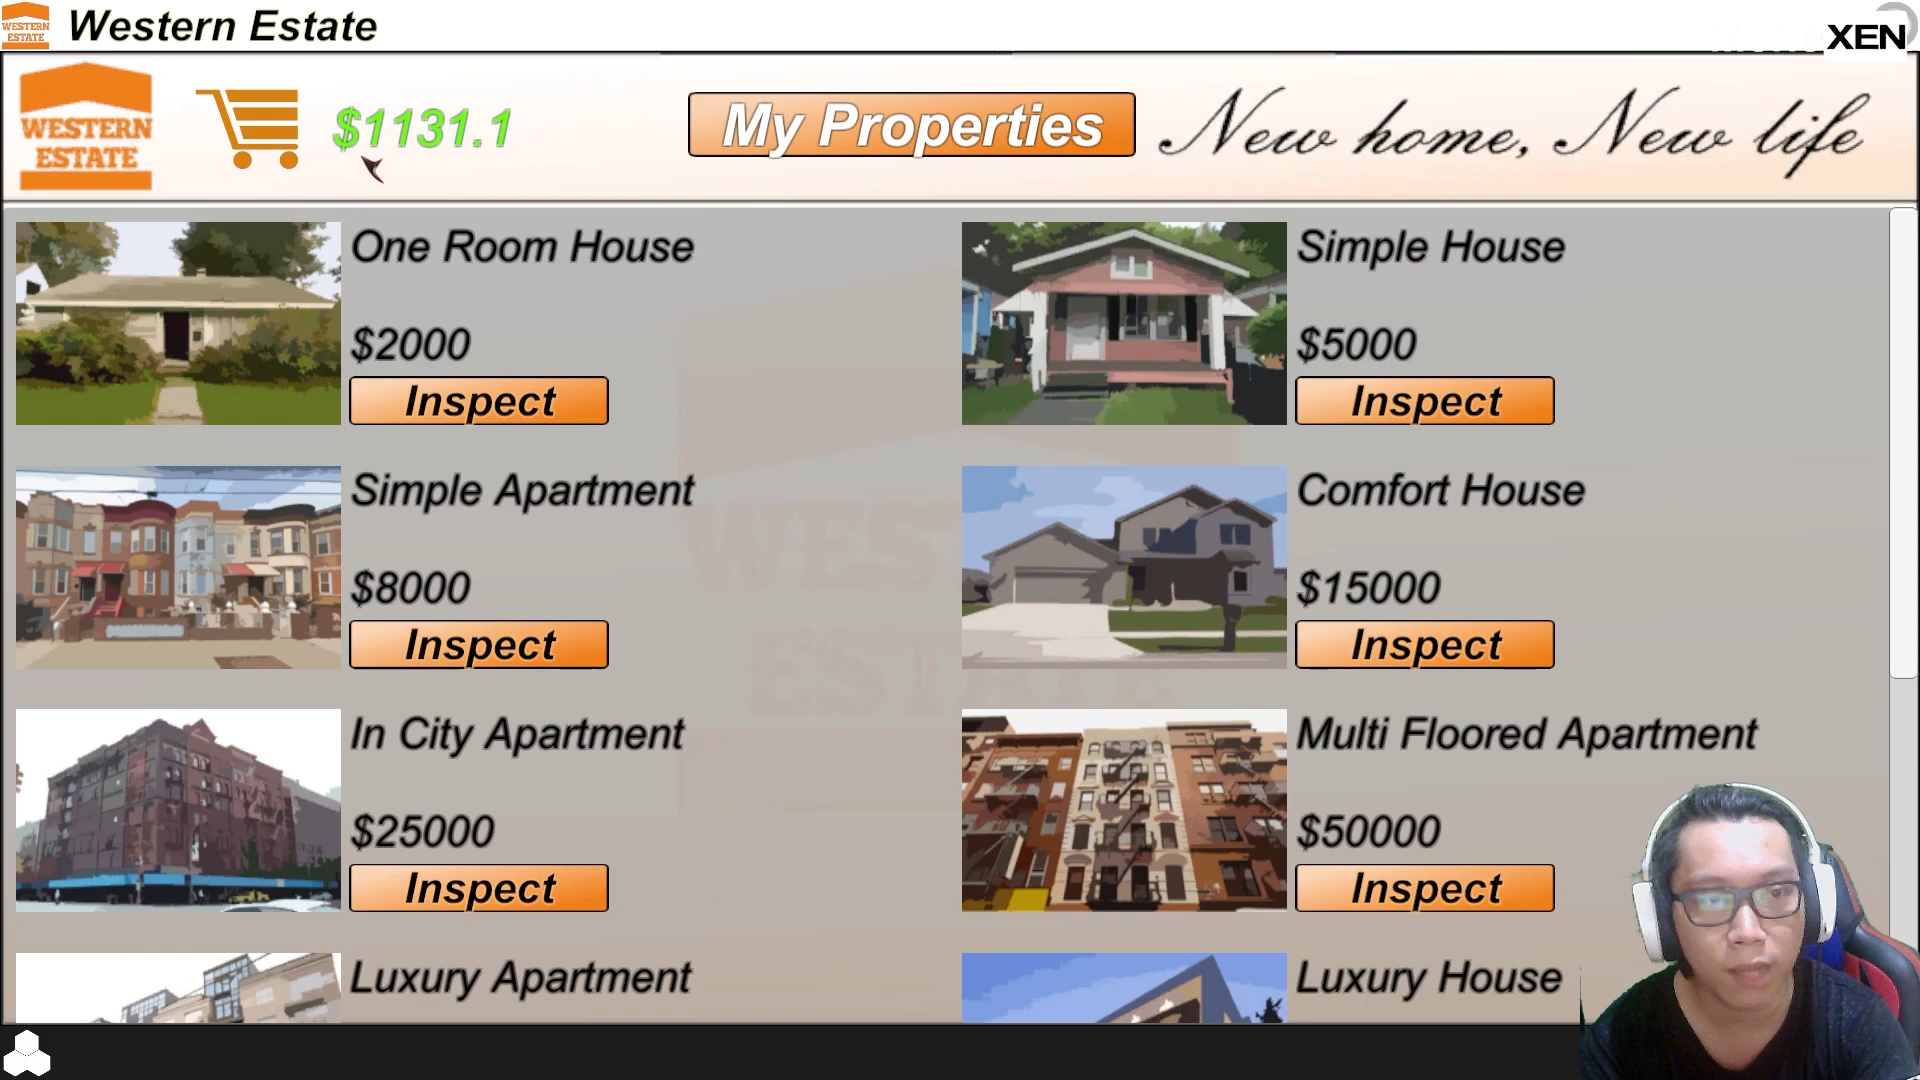 Western Estate
XEN
WESTERN
ESTATE
WESTERN
ESTATE
$1131.1
My Properties
New home, New life
One Room House
$2000
Inspect
Simple House
$5000
Inspect
Simple Apartment
$8000
Inspect
Comfort House
$15000
Inspect
In City Apartment
$25000
Inspect
Multi Floored Apartment
$50000
Inspect
Luxury Apartment
Luxury House